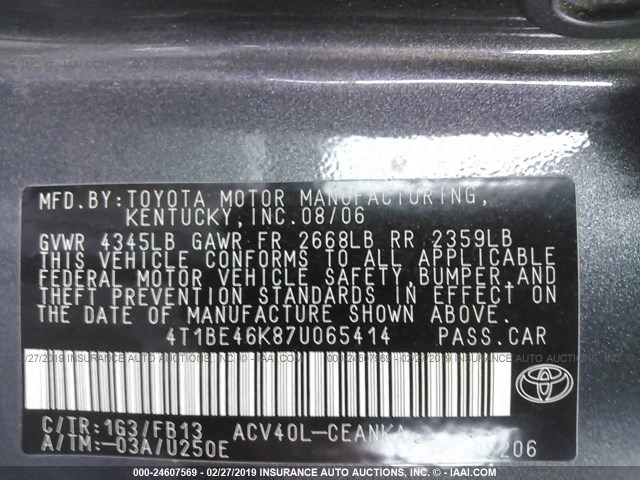 MFD.BY:TOYOTA MOTOR MANUFACTURING,
KENTUCKY,INC.08/06
GVWR 4345LB GAWR FR 2668LB RR 2359LB
THIS VEHICLE CONFORMS TO ALL APPLICABLE
FEDERAL MOTOR VEHICLE SAFETY,BUMPER,AND
THEFT PREVENTION STANDARDS IN EFFECT ON
THE DATE OF MANUFACTURE SHOWN ABOVE.
4T1BE46K87U065414 PASS.CAR
C/TR:1G3/FB13 ACV40L-CEANKA
A/TM:-03A/U250E 206
000-24607569 - 02/27/2019 - INSURANCE AUTO AUCTIONS - © COPYRIGHT - IAAI.COM